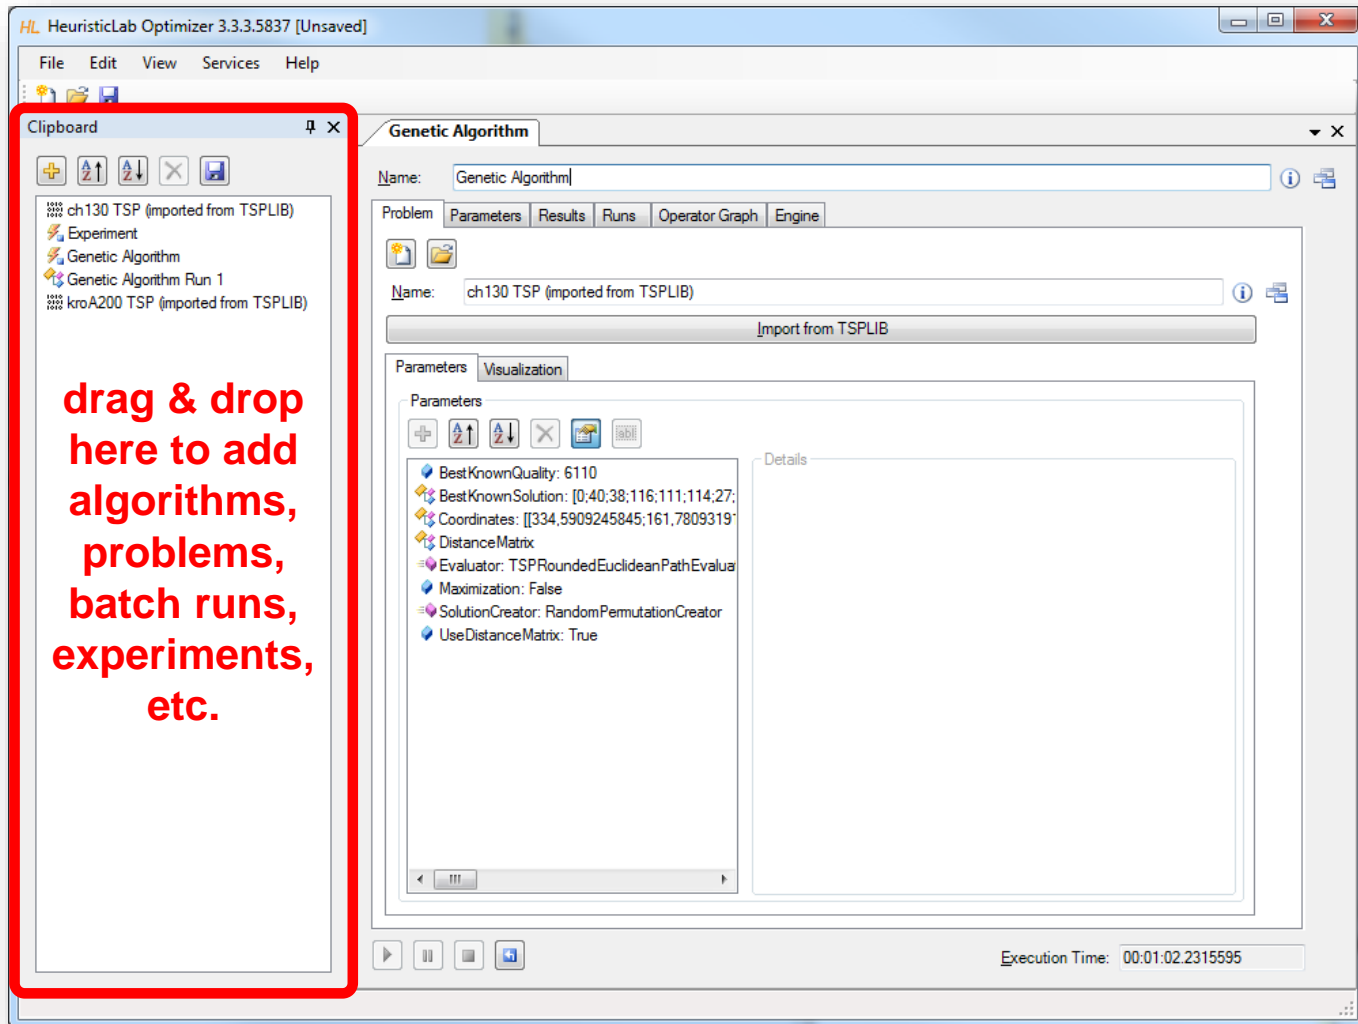 HL HeuristicLab Optimizer 3.3.3.5837 [Unsaved]
File Edit View Services Help
Clipboard
ch130 TSP (imported from TSPLIB)
Experiment
Genetic Algorithm
Genetic Algorithm Run 1
kroA200 TSP (imported from TSPLIB)
drag & drop
here to add
algorithms,
problems,
batch runs,
experiments,
etc.
Genetic Algorithm
Name: Genetic Algorithm
Problem Parameters Results Runs Operator Graph Engine
Name: ch130 TSP (imported from TSPLIB)
Import from TSPLIB
Parameters Visualization
Parameters
Details
BestKnownQuality: 6110
BestKnownSolution: [0;40;38;116;111;114;27;
Coordinates: [[334,5909245845;161,7809319
DistanceMatrix
Evaluator: TSPRoundedEuclideanPathEvalua
Maximization: False
SolutionCreator: RandomPermutationCreator
UseDistanceMatrix: True
Execution Time: 00:01:02.2315595